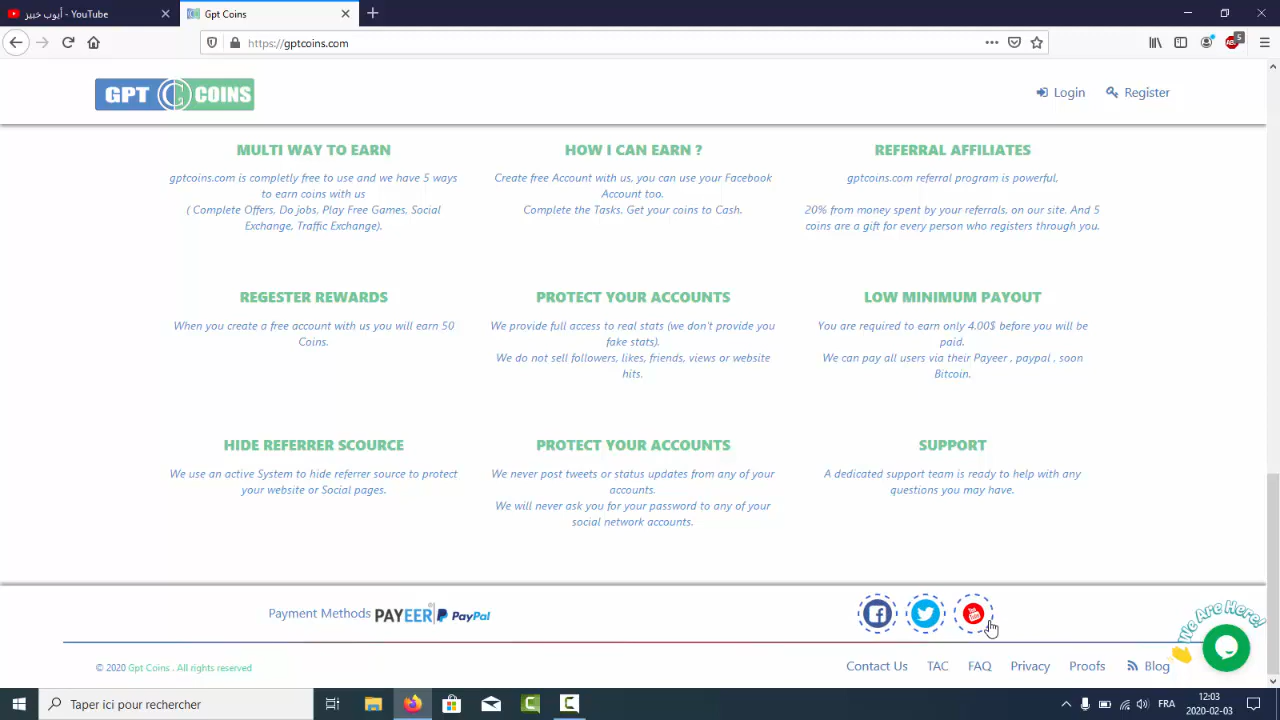 أيوب خبير - YouTube
Gpt Coins
https://gptcoins.com
5
GPT COINS
Login
Register
MULTI WAY TO EARN
gptcoins.com is completly free to use and we have 5 ways
to earn coins with us
( Complete Offers, Do jobs, Play Free Games, Social
Exchange, Traffic Exchange).
HOW I CAN EARN ?
Create free Account with us, you can use your Facebook
Account too.
Complete the Tasks. Get your coins to Cash.
REFERRAL AFFILIATES
gptcoins.com referral program is powerful,
20% from money spent by your referrals, on our site. And 5
coins are a gift for every person who registers through you.
REGESTER REWARDS
When you create a free account with us you will earn 50
Coins.
PROTECT YOUR ACCOUNTS
We provide full access to real stats (we don't provide you
fake stats).
We do not sell followers, likes, friends, views or website
hits.
LOW MINIMUM PAYOUT
You are required to earn only 4.00$ before you will be
paid.
We can pay all users via their Payeer , paypal . soon
Bitcoin.
HIDE REFERRER SCOURCE
We use an active System to hide referrer source to protect
your website or Social pages.
PROTECT YOUR ACCOUNTS
We never post tweets or status updates from any of your
accounts.
We will never ask you for your password to any of your
social network accounts.
SUPPORT
A dedicated support team is ready to help with any
questions you may have.
Payment Methods PAYEER PayPal
You Tube
We Are Here!
© 2020 Gpt Coins . All rights reserved
Contact Us
TAC
FAQ
Privacy
Proofs
Blog
Taper ici pour rechercher
FRA
12:03
2020-02-03